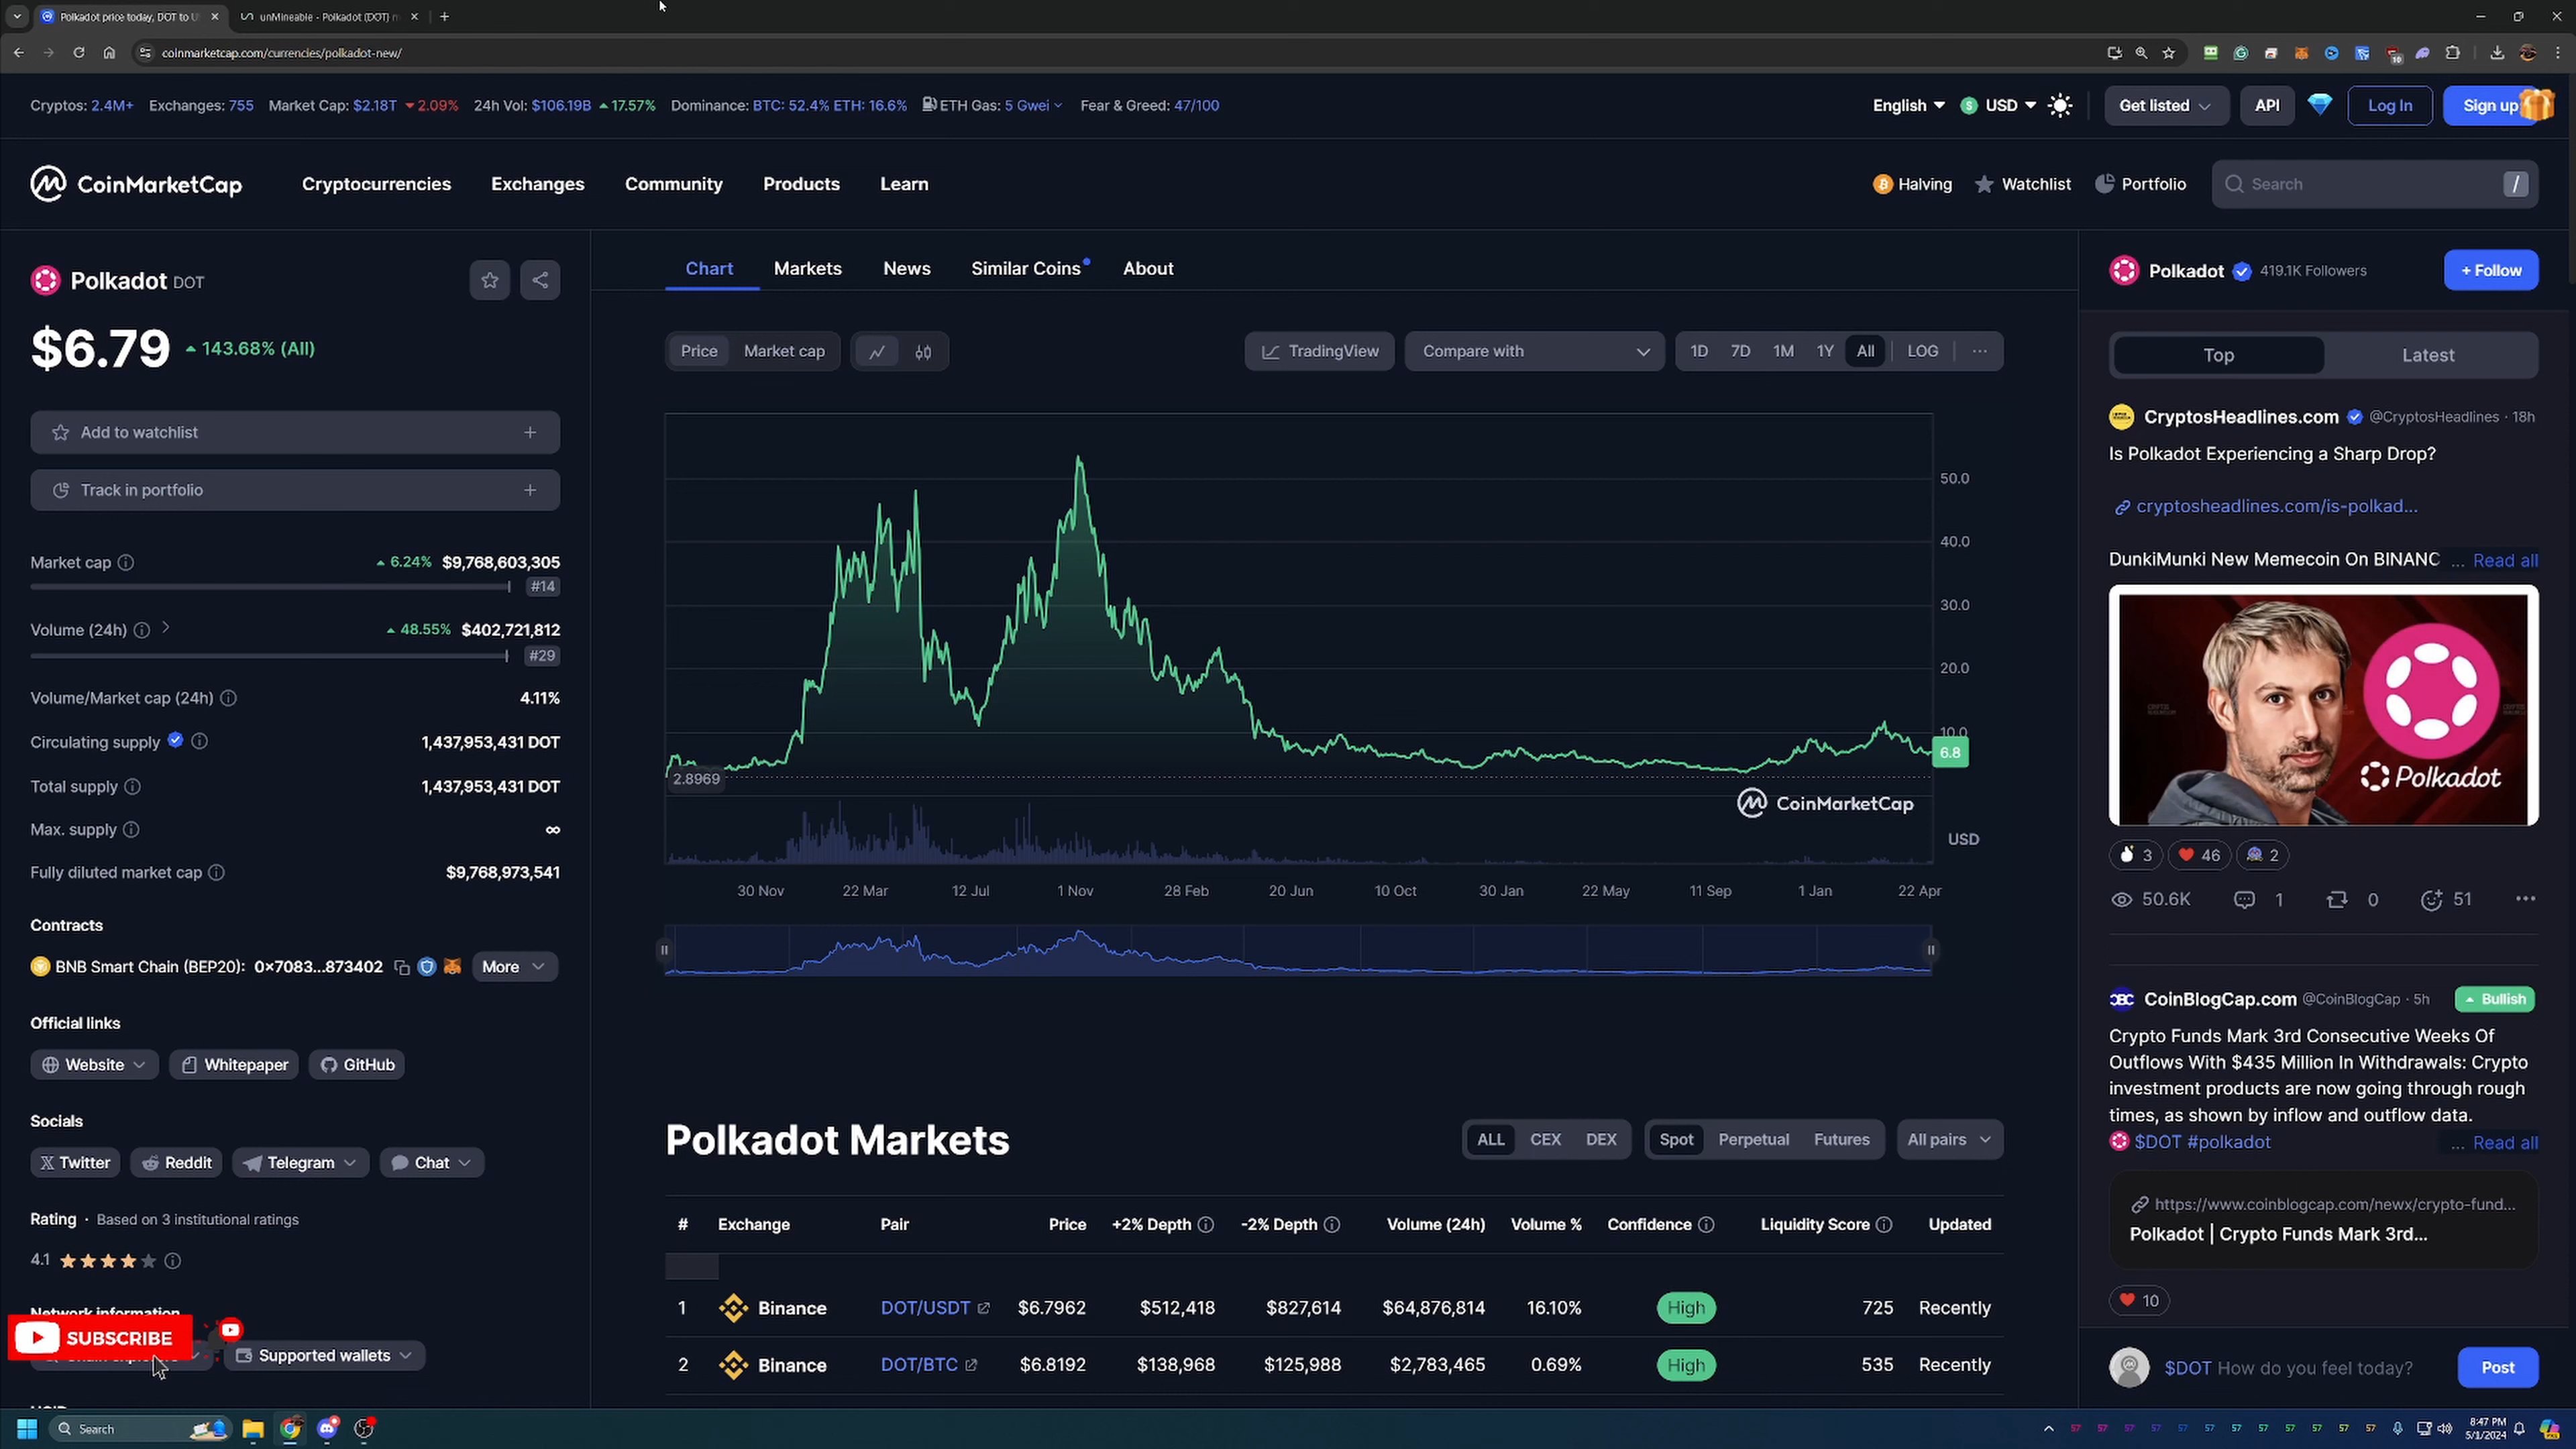 Polkadot price today, DOT to U
unMineable - Polkadot (DOT) m
coinmarketcap.com/currencies/polkadot-new/
10
Cryptos: 2.4M+ Exchanges: 755 Market Cap: $2.18T 2.09% 24h Vol: $106.19B 17.57% Dominance: BTC: 52.4% ETH: 16.6% ETH Gas: 5 Gwei Fear & Greed: 47/100
English USD Get listed API Log In Sign up
CoinMarketCap Cryptocurrencies Exchanges Community Products Learn
Halving Watchlist Portfolio Search /
Polkadot DOT
$6.79 143.68% (All)
Add to watchlist +
Track in portfolio +
Market cap 6.24% $9,768,603,305
#14
Volume (24h) 48.55% $402,721,812
#29
Volume/Market cap (24h) 4.11%
Circulating supply 1,437,953,431 DOT
Total supply 1,437,953,431 DOT
Max. supply ∞
Fully diluted market cap $9,768,973,541
Contracts
BNB Smart Chain (BEP20): 0x7083...873402 More
Official links
Website Whitepaper GitHub
Socials
Twitter Reddit Telegram Chat
Rating · Based on 3 institutional ratings
4.1
Network information
SUBSCRIBE
Supported wallets
Chart Markets News Similar Coins About
Price Market cap
TradingView Compare with 1D 7D 1M 1Y All LOG ...
50.0
40.0
30.0
20.0
10.0
6.8
2.8969
CoinMarketCap
USD
30 Nov 22 Mar 12 Jul 1 Nov 28 Feb 20 Jun 10 Oct 30 Jan 22 May 11 Sep 1 Jan 22 Apr
Polkadot Markets
ALL CEX DEX Spot Perpetual Futures All pairs
# Exchange Pair Price +2% Depth -2% Depth Volume (24h) Volume % Confidence Liquidity Score Updated
1 Binance DOT/USDT $6.7962 $512,418 $827,614 $64,876,814 16.10% High 725 Recently
2 Binance DOT/BTC $6.8192 $138,968 $125,988 $2,783,465 0.69% High 535 Recently
Polkadot 419.1K Followers + Follow
Top Latest
CryptosHeadlines.com @CryptosHeadlines · 18h
Is Polkadot Experiencing a Sharp Drop?
cryptosheadlines.com/is-polkad...
DunkiMunki New Memecoin On BINANC ... Read all
Polkadot
3 46 2
50.6K 1 0 51 ...
CoinBlogCap.com @CoinBlogCap · 5h Bullish
Crypto Funds Mark 3rd Consecutive Weeks Of
Outflows With $435 Million In Withdrawals: Crypto
investment products are now going through rough
times, as shown by inflow and outflow data.
$DOT #polkadot ... Read all
https://www.coinblogcap.com/newx/crypto-fund...
Polkadot | Crypto Funds Mark 3rd...
10
$DOT How do you feel today? Post
Search
57 57 57 57 57 57 57 57 57 57 57 57
8:47 PM
5/1/2024